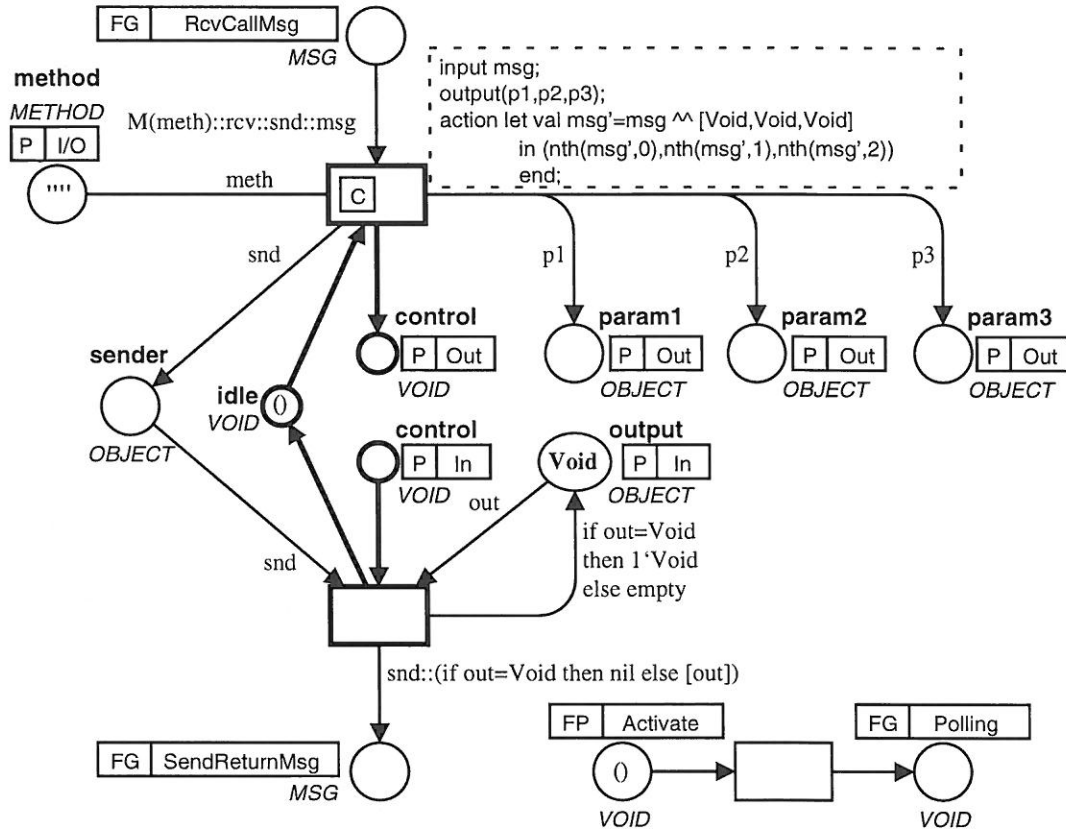 FG RcvCallMsg
MSG
method
METHOD
P I/O
""
M(meth)::rcv::snd::msg
input msg;
output(p1,p2,p3);
action let val msg'=msg ^^ [Void,Void,Void]
in (nth(msg',0),nth(msg',1),nth(msg',2))
end;
meth
C
snd
p1
p2
p3
control
P Out
VOID
param1
P Out
OBJECT
param2
P Out
OBJECT
param3
P Out
OBJECT
sender
OBJECT
idle
VOID
()
control
P In
VOID
output
Void
P In
OBJECT
out
snd
if out=Void
then 1‘Void
else empty
snd::(if out=Void then nil else [out])
FG SendReturnMsg
MSG
FP Activate
()
VOID
FG Polling
VOID